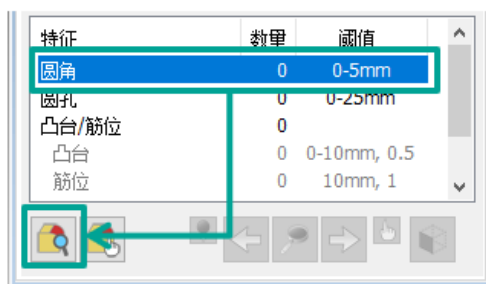 特征 数量 阈值
圆角 0 0-5mm
圆孔 0 0-25mm
凸台/筋位 0
凸台 0 0-10mm, 0.5
筋位 0 10mm, 1